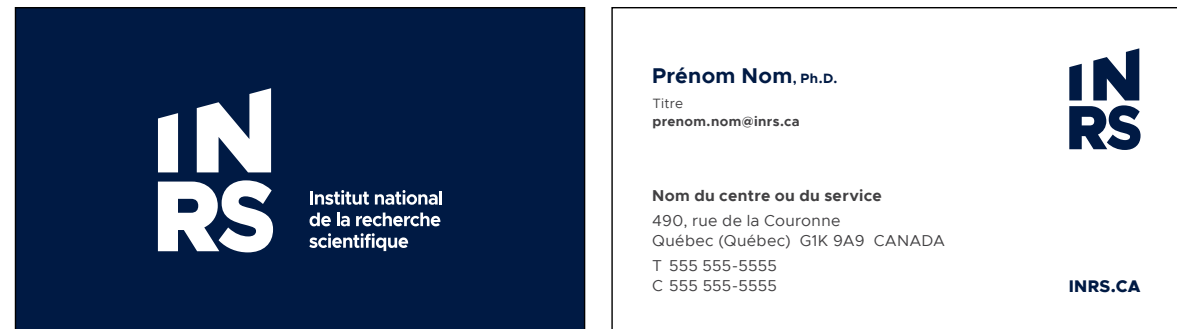 IN
RS
Institut national
de la recherche
scientifique
Prénom Nom, Ph.D.
Titre
prenom.nom@inrs.ca
IN
RS
Nom du centre ou du service
490, rue de la Couronne
Québec (Québec)  G1K 9A9  CANADA
T 555 555-5555
C 555 555-5555
INRS.CA